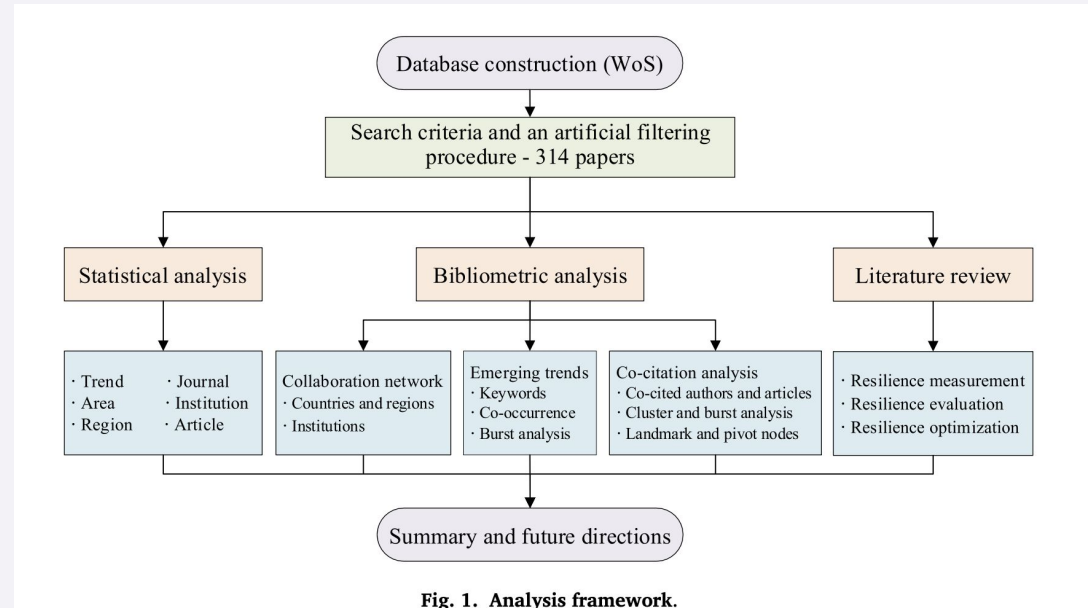 Database construction (WoS)
Search criteria and an artificial filtering
procedure - 314 papers
Statistical analysis
Bibliometric analysis
Literature review
· Trend
· Area
· Region
· Journal
· Institution
· Article
Collaboration network
· Countries and regions
· Institutions
Emerging trends
· Keywords
· Co-occurrence
· Burst analysis
Co-citation analysis
· Co-cited authors and articles
· Cluster and burst analysis
· Landmark and pivot nodes
· Resilience measurement
· Resilience evaluation
· Resilience optimization
Summary and future directions
Fig. 1. Analysis framework.